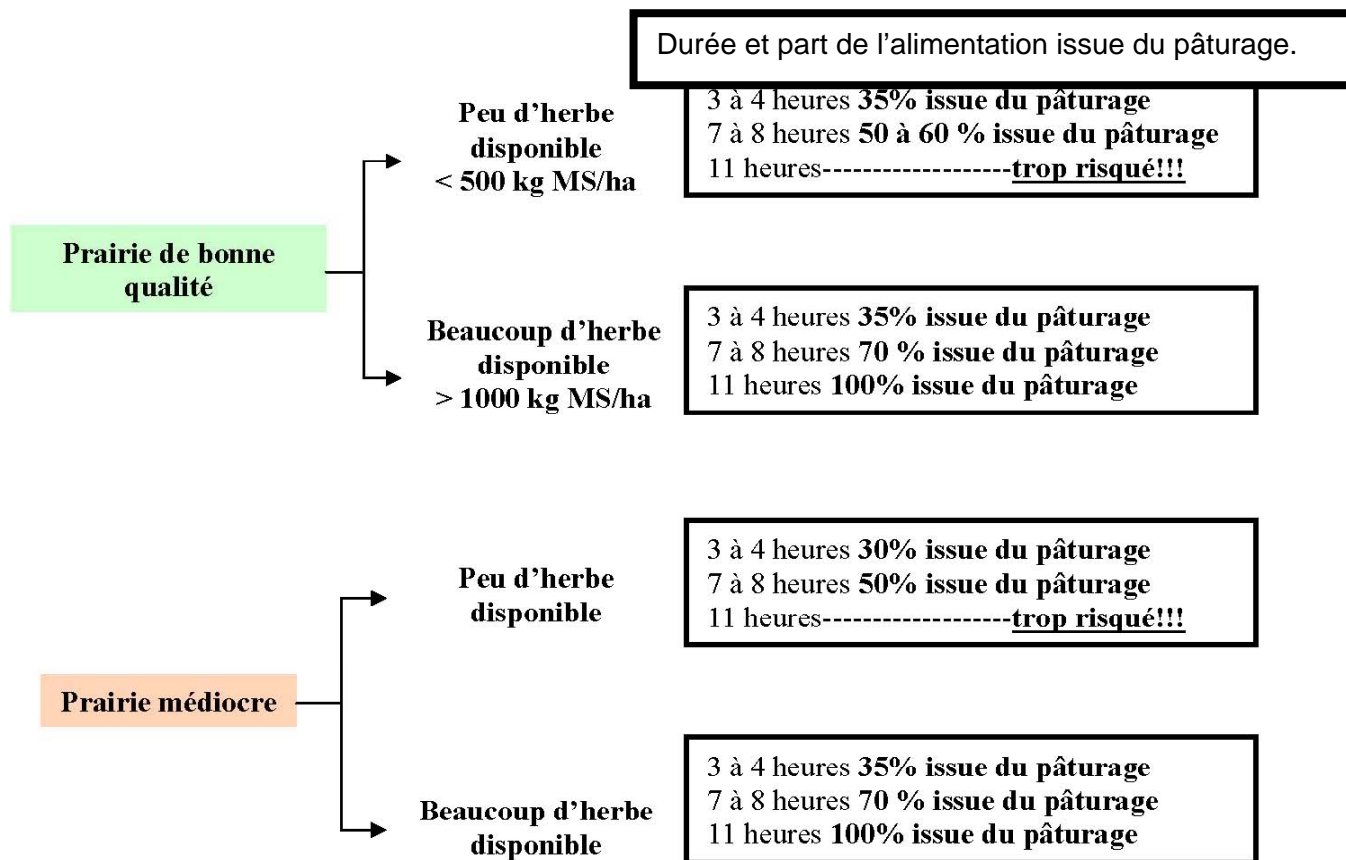 Durée et part de l'alimentation issue du pâturage.
Peu d'herbe
disponible
< 500 kg MS/ha
3 à 4 heures 35% issue du pâturage
7 à 8 heures 50 à 60 % issue du pâturage
11 heures-------------------trop risqué!!!
Prairie de bonne
qualité
Beaucoup d'herbe
disponible
> 1000 kg MS/ha
3 à 4 heures 35% issue du pâturage
7 à 8 heures 70 % issue du pâturage
11 heures 100% issue du pâturage
Peu d'herbe
disponible
3 à 4 heures 30% issue du pâturage
7 à 8 heures 50% issue du pâturage
11 heures-------------------trop risqué!!!
Prairie médiocre
Beaucoup d'herbe
disponible
3 à 4 heures 35% issue du pâturage
7 à 8 heures 70 % issue du pâturage
11 heures 100% issue du pâturage